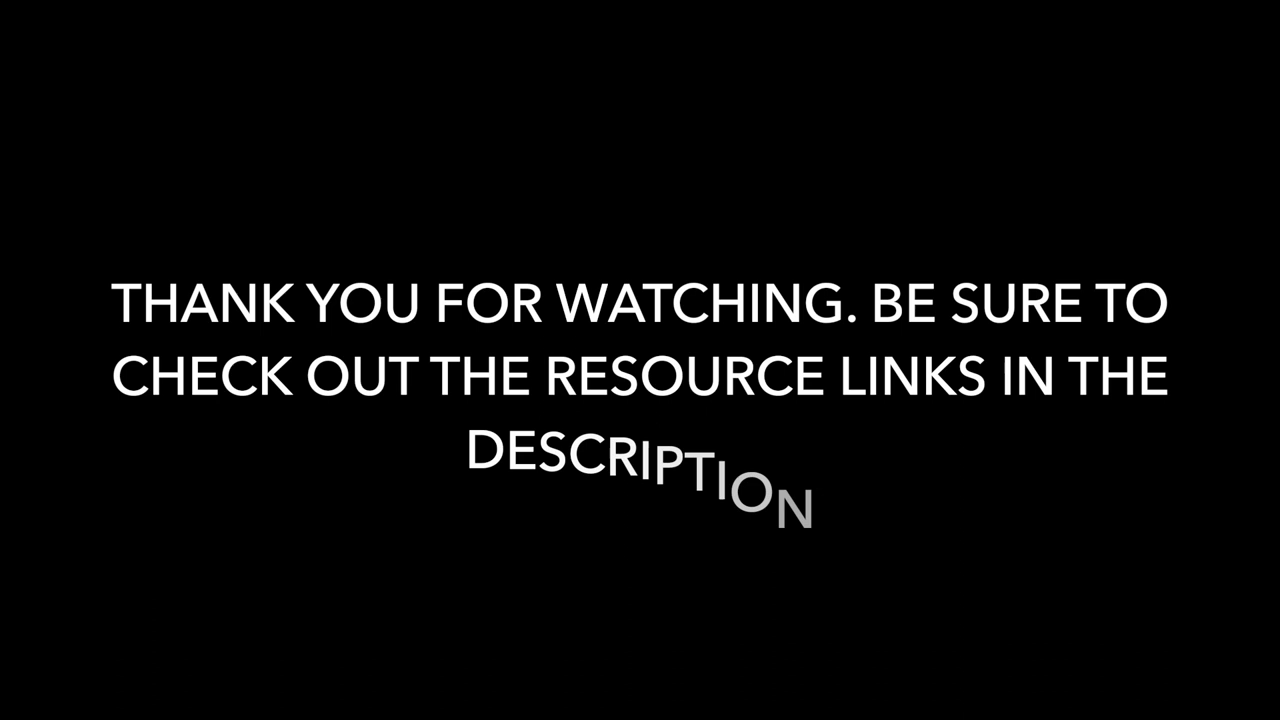 THANK YOU FOR WATCHING. BE SURE TO
CHECK OUT THE RESOURCE LINKS IN THE
DESCRIPTION